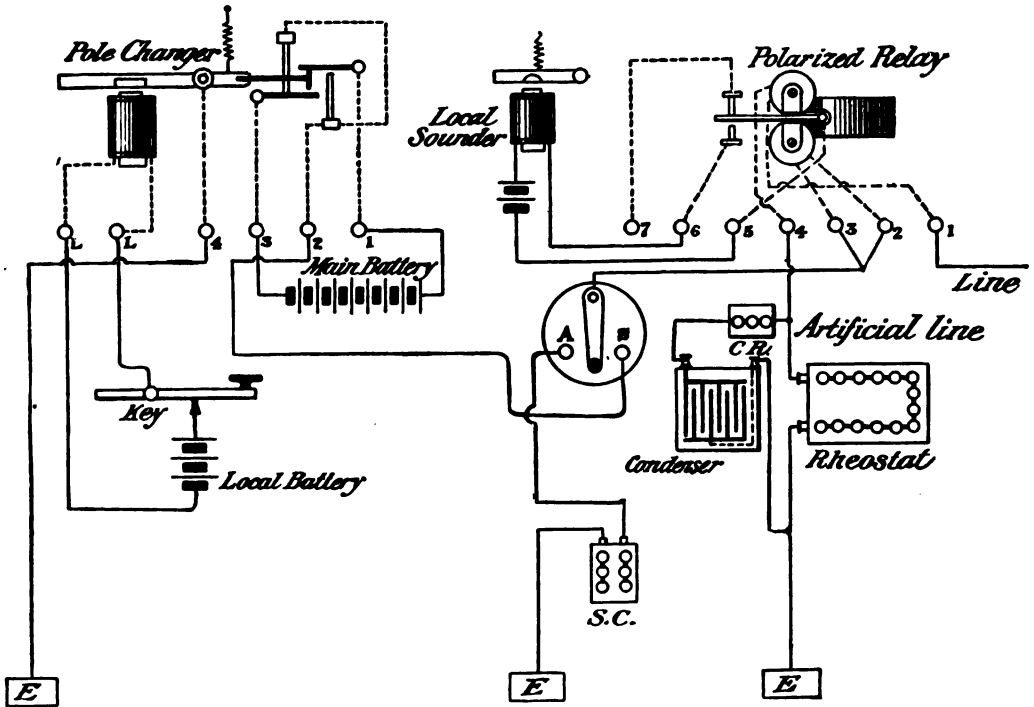 Pole Changer
Polarized Relay
Local
Sounder
L
L
4
3
2
1
7
6
5
4
3
2
1
Main Battery
Line
A
C R.
Artificial line
Key
Condenser
Rheostat
Local Battery
S.C.
E
E
E